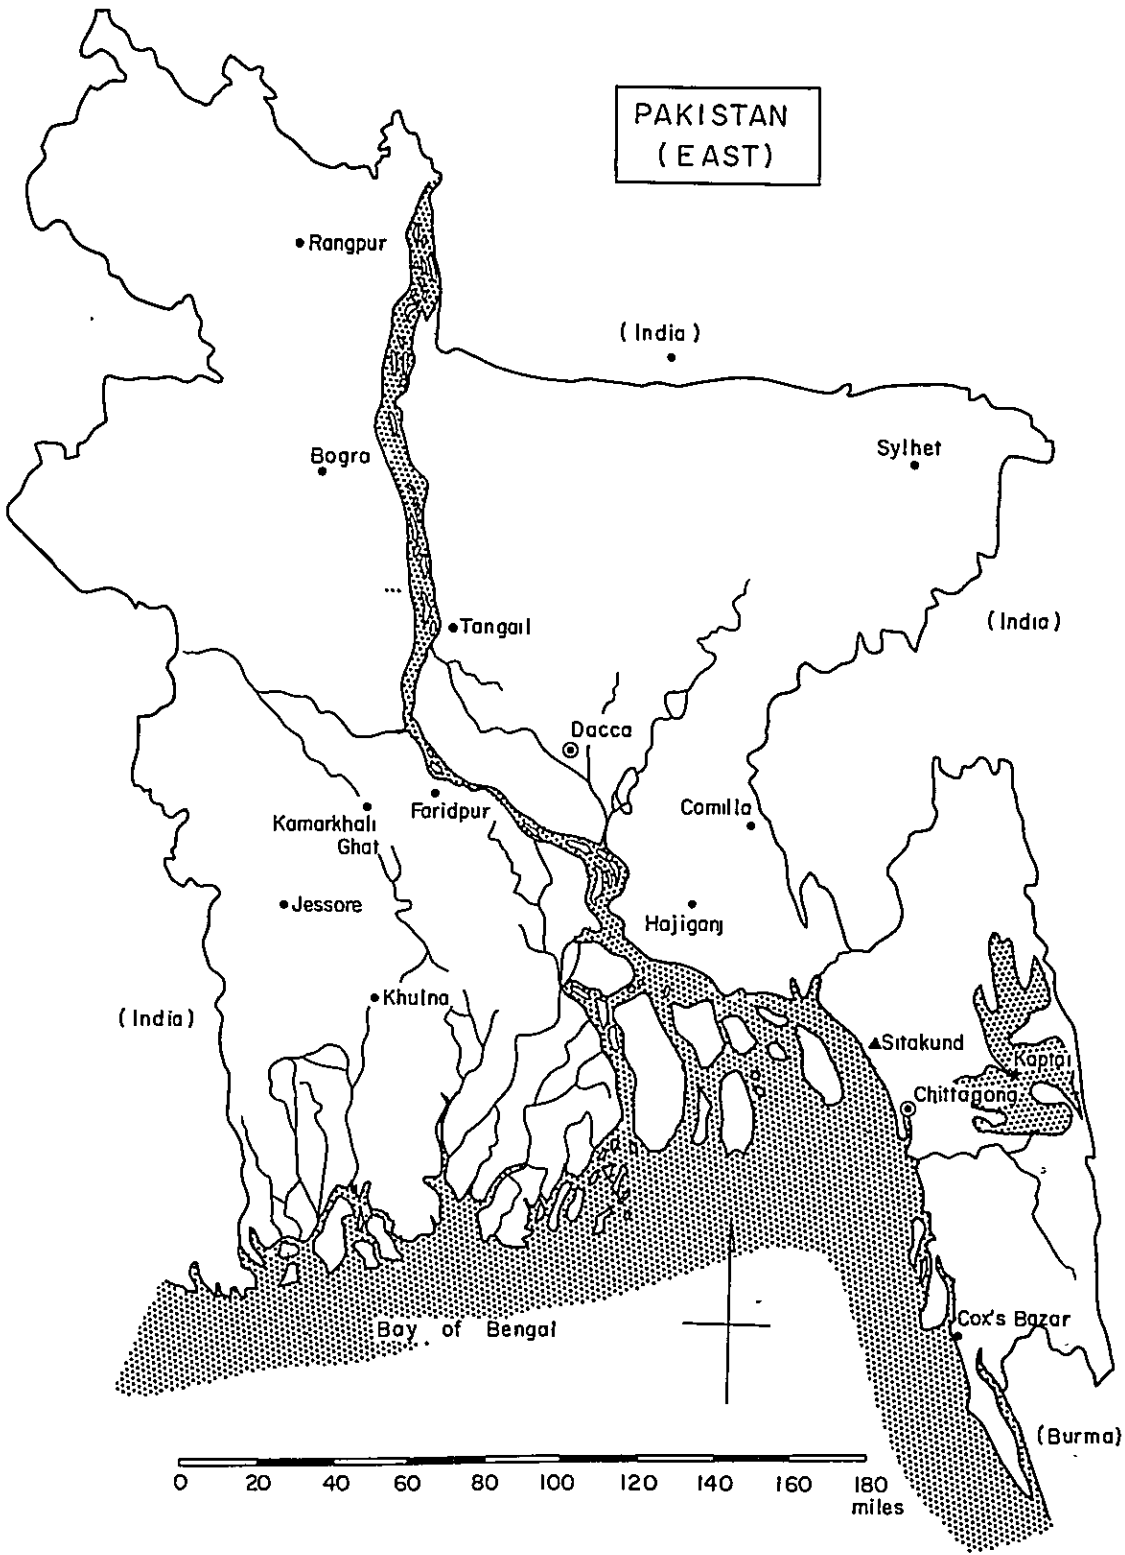 PAKISTAN
(EAST)
Rangpur
(India)
Bogra
Sylhet
Tangail
(India)
Dacca
Kamarkhali
Ghat
Faridpur
Comilla
Jessore
Hajiganj
(India)
Khulna
Sitakund
Kaptai
Chittagong
Cox's Bazar
Bay of Bengal
(Burma)
0 20 40 60 80 100 120 140 160 180
miles